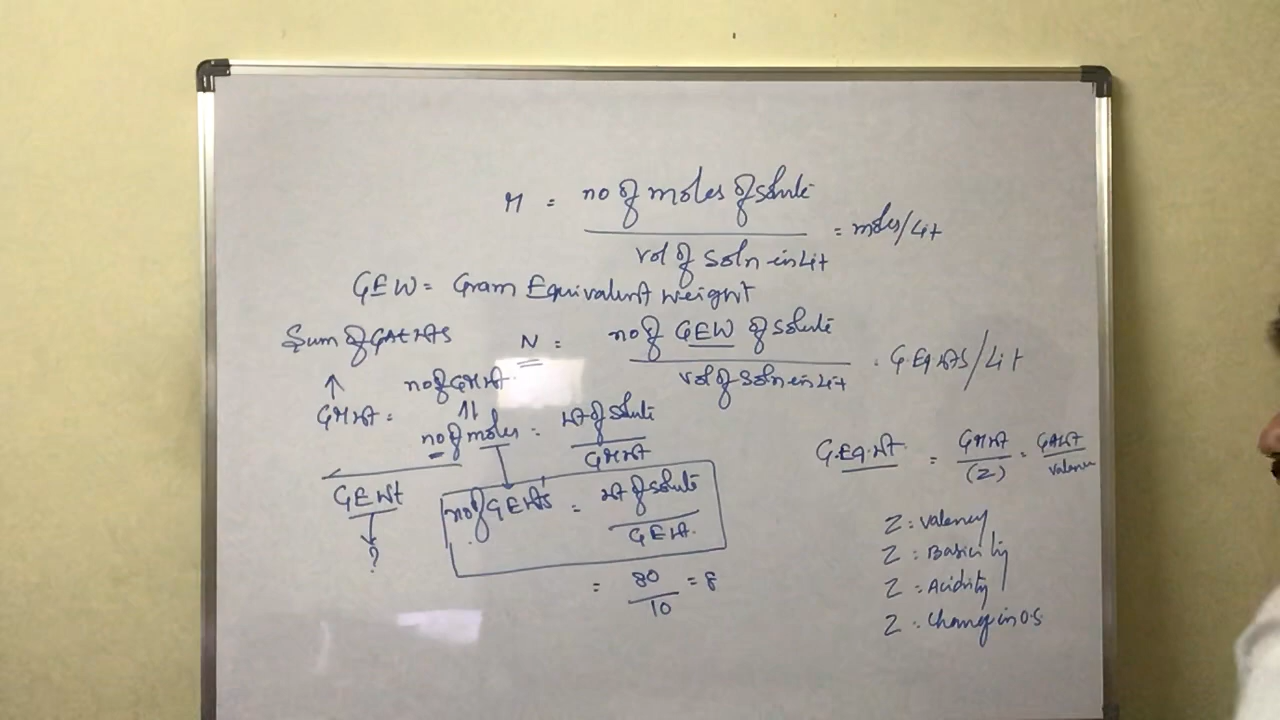 M = no of moles of solute / vol of soln in Lit = moles/Lit
GEW = Gram Equivalent weight
Sum of GAtWts
N = no of GEW of solute / vol of soln in Lit = G.Eq.wts/Lit
no of GMWt
GMWt =
no of moles = wt of solute / GMWt
G.Eq.Wt = GMWt / (Z) = GAWt / valency
GEWt
?
no of GEWts = wt of solute / GEWt.
= 80 / 10 = 8
Z = valency
Z = Basicity
Z = Acidity
Z = Change in O.S.